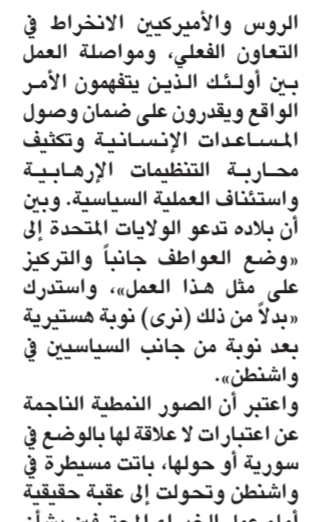 الروس والأميركيين الانخراط في
التعاون الفعلي، ومواصلة العمل
بين أولئك الذين يتفهمون الأمر
الواقع ويقدرون على ضمان وصول
المساعدات الإنسانية وتكثيف
محاربة التنظيمات الإرهابية
واستئناف العملية السياسية. وبين
أن بلاده تدعو الولايات المتحدة إلى
«وضع العواطف جانباً والتركيز
على مثل هذا العمل»، واستدرك
«بدلاً من ذلك (نرى) نوبة هستيرية
بعد نوبة من جانب السياسيين في
واشنطن».
واعتبر أن الصور النمطية الناجمة
عن اعتبارات لا علاقة لها بالوضع في
سورية أو حولها، باتت مسيطرة في
واشنطن وتحولت إلى عقبة حقيقية